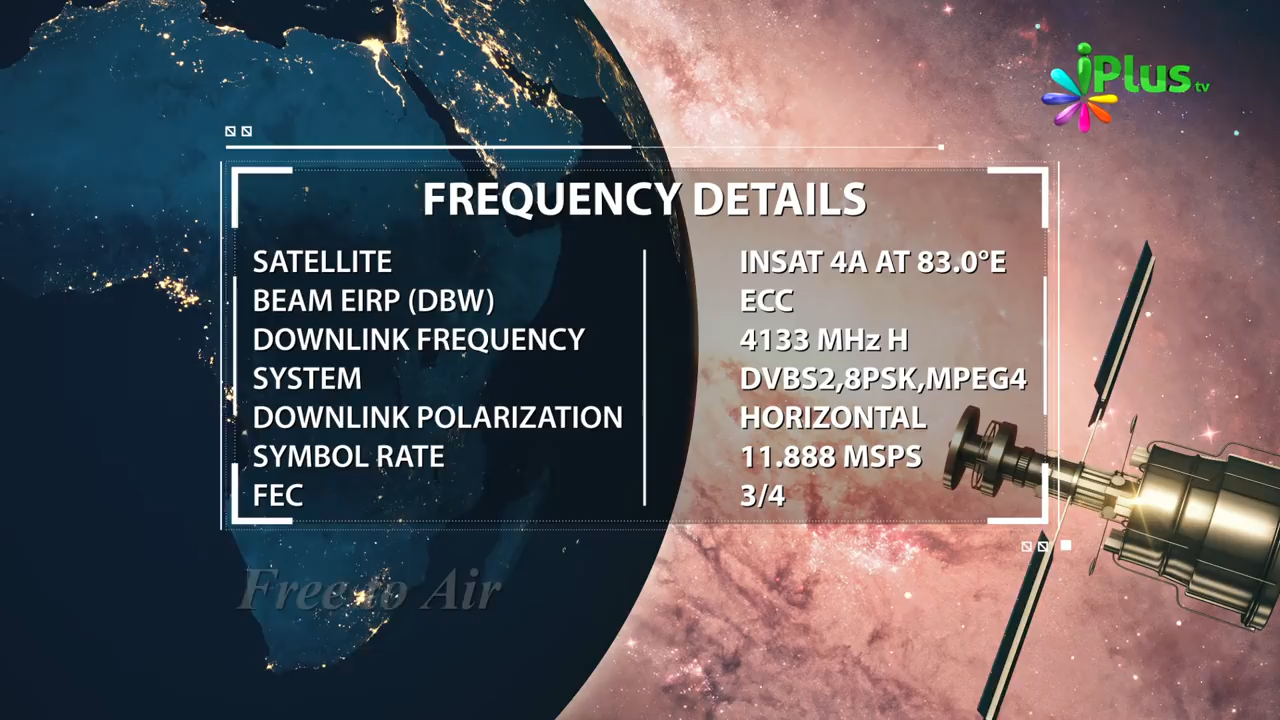 iPlus tv
FREQUENCY DETAILS
SATELLITE INSAT 4A AT 83.0°E
BEAM EIRP (DBW) ECC
DOWNLINK FREQUENCY 4133 MHz H
SYSTEM DVBS2,8PSK,MPEG4
DOWNLINK POLARIZATION HORIZONTAL
SYMBOL RATE 11.888 MSPS
FEC 3/4
Free to Air